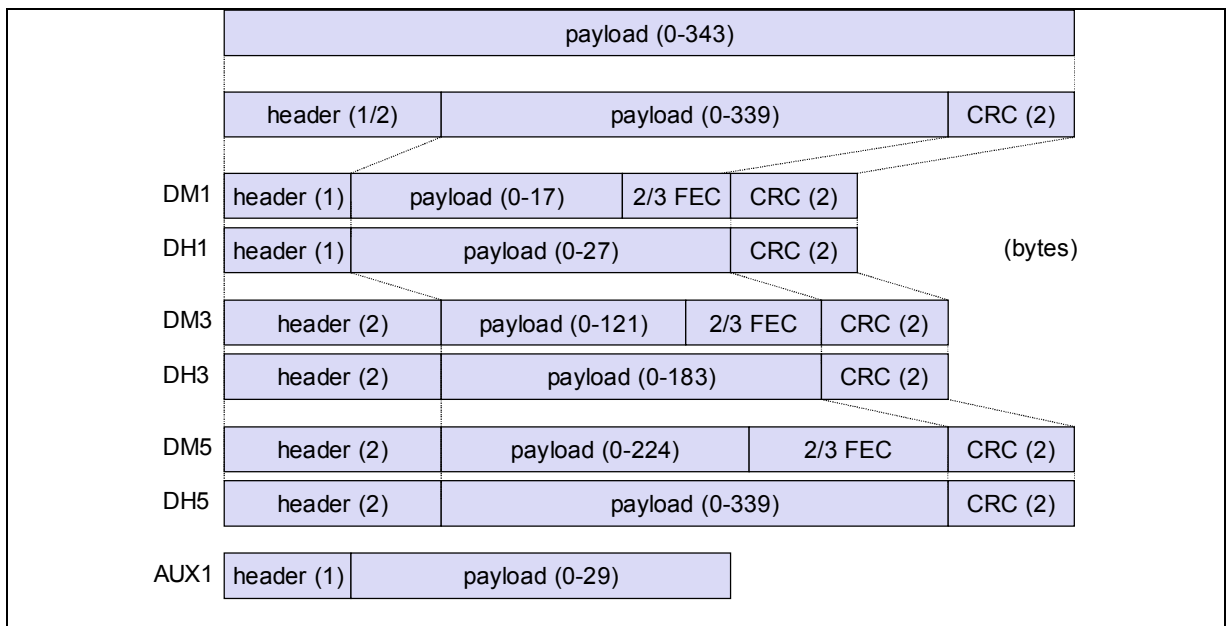 payload (0-343)
header (1/2) payload (0-339) CRC (2)
DM1 header (1) payload (0-17) 2/3 FEC CRC (2)
DH1 header (1) payload (0-27) CRC (2) (bytes)
DM3 header (2) payload (0-121) 2/3 FEC CRC (2)
DH3 header (2) payload (0-183) CRC (2)
DM5 header (2) payload (0-224) 2/3 FEC CRC (2)
DH5 header (2) payload (0-339) CRC (2)
AUX1 header (1) payload (0-29)